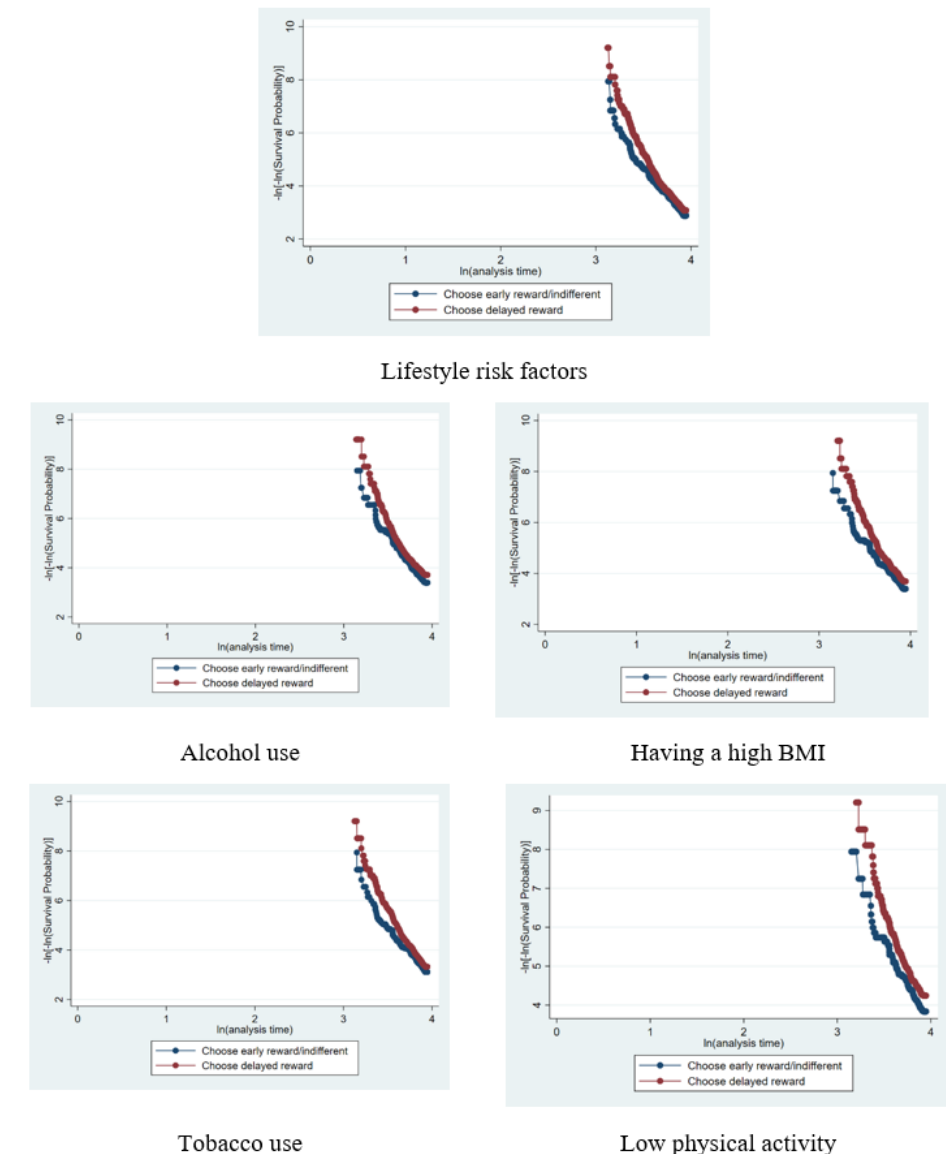 10
8
6
4
2
-ln[-ln(Survival Probability)]
0 1 2 3 4
ln(analysis time)
Choose early reward/indifferent
Choose delayed reward
Lifestyle risk factors
10
8
6
4
2
-ln[-ln(Survival Probability)]
0 1 2 3 4
ln(analysis time)
Choose early reward/indifferent
Choose delayed reward
Alcohol use
10
8
6
4
2
-ln[-ln(Survival Probability)]
0 1 2 3 4
ln(analysis time)
Choose early reward/indifferent
Choose delayed reward
Having a high BMI
10
8
6
4
2
-ln[-ln(Survival Probability)]
0 1 2 3 4
ln(analysis time)
Choose early reward/indifferent
Choose delayed reward
Tobacco use
9
8
7
6
5
4
-ln[-ln(Survival Probability)]
0 1 2 3 4
ln(analysis time)
Choose early reward/indifferent
Choose delayed reward
Low physical activity